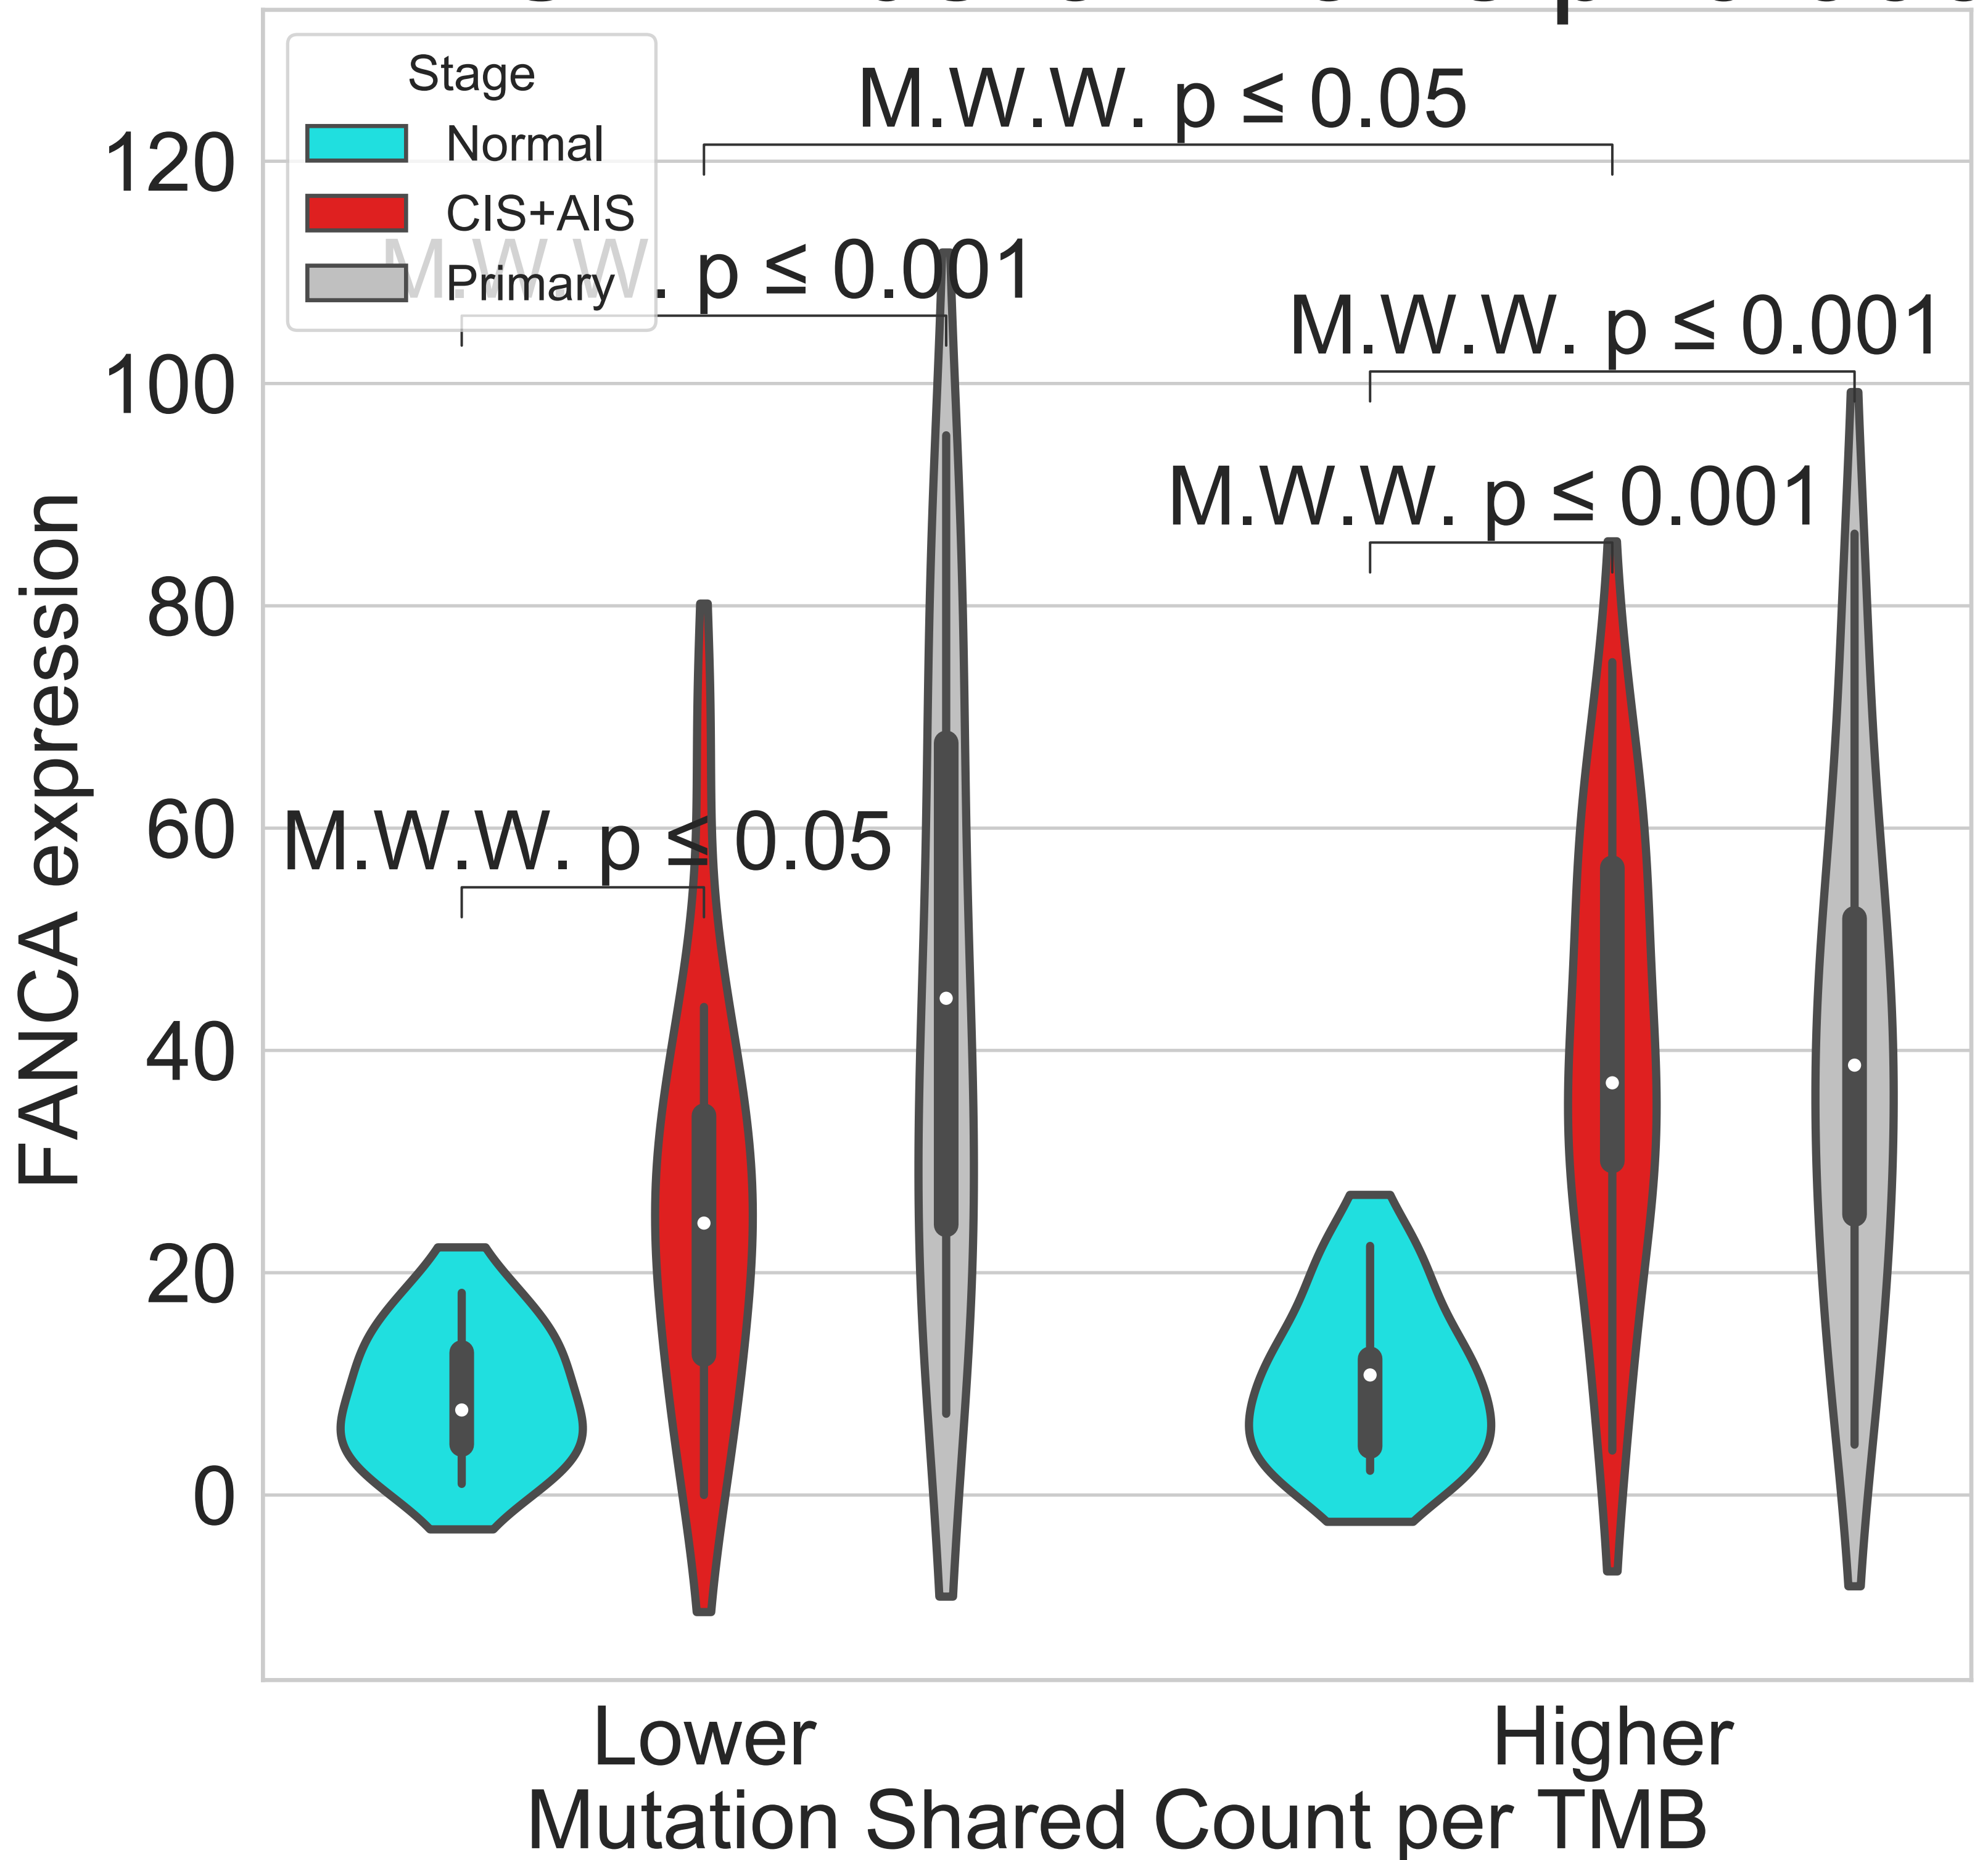 Stage
Normal
CIS+AIS
Primary
M.W.W. p ≤ 0.05
M.W.W. p ≤ 0.001
M.W.W. p ≤ 0.001
M.W.W. p ≤ 0.001
M.W.W. p ≤ 0.05
FANCA expression
120
100
80
60
40
20
0
Lower
Higher
Mutation Shared Count per TMB